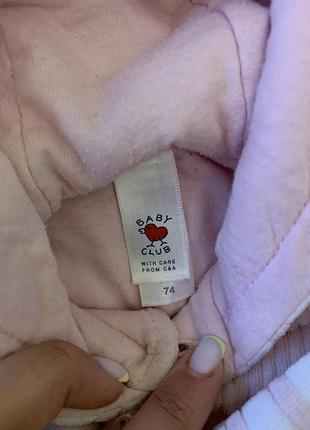 BABY
CLUB
WITH CARE
FROM C&A
74